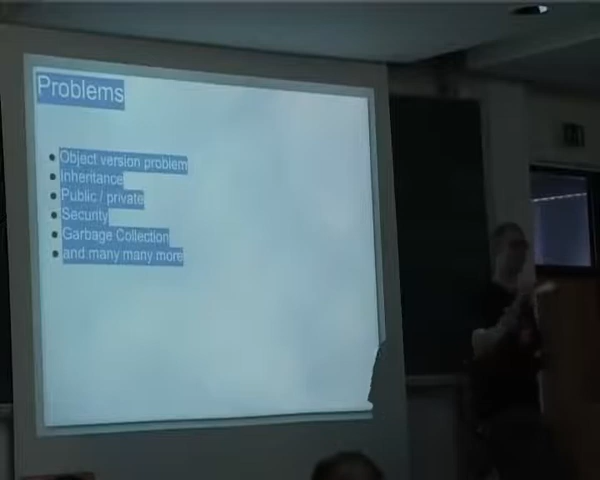 Problems
Object version problem
inheritance
Public / private
Security
Garbage Collection
and many many more